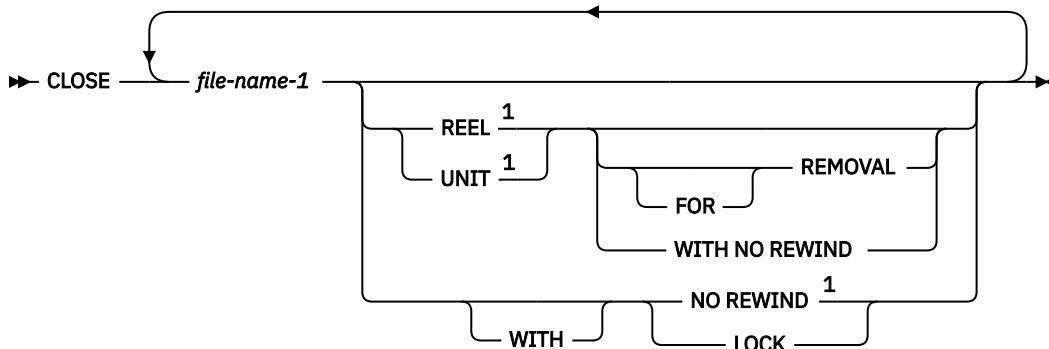 CLOSE file-name-1
REEL 1
UNIT 1
REMOVAL
FOR
WITH NO REWIND
NO REWIND 1
WITH
LOCK